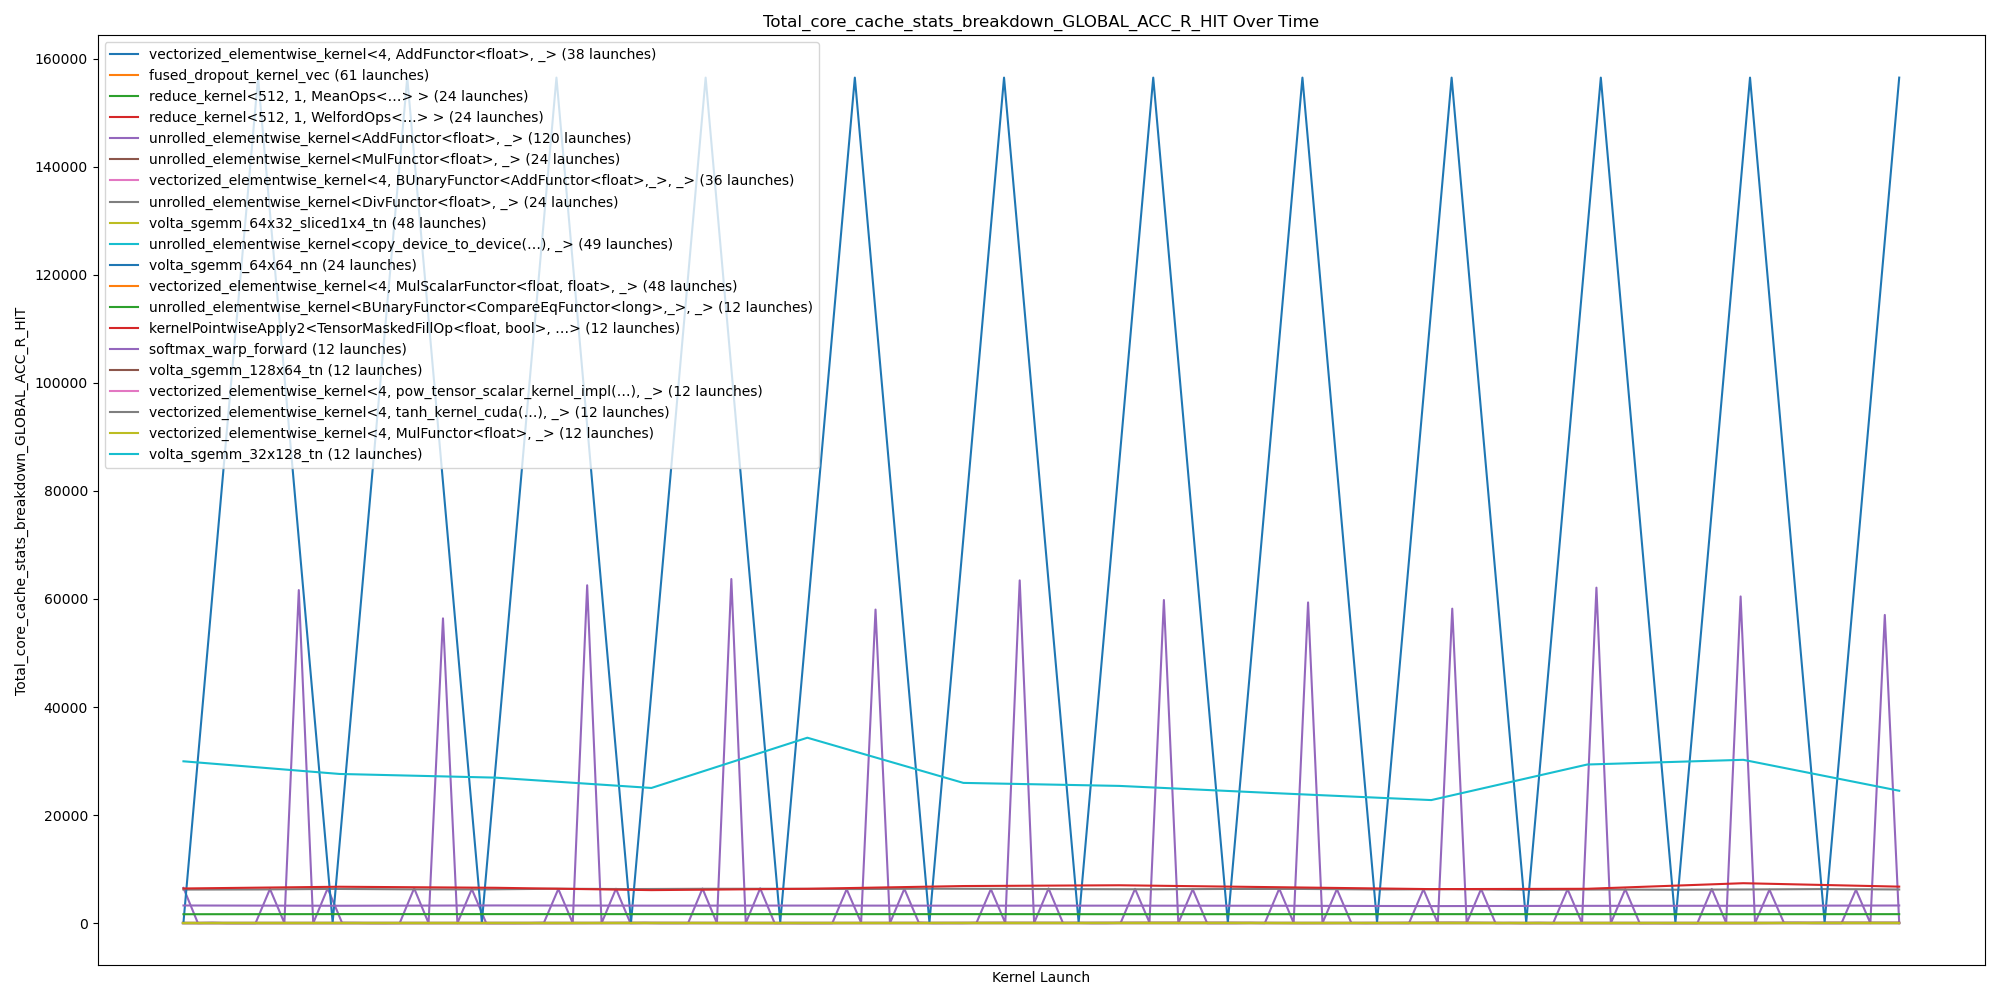 Total_core_cache_stats_breakdown_GLOBAL_ACC_R_HIT Over Time
vectorized_elementwise_kernel<4, AddFunctor<float>, _> (38 launches)
fused_dropout_kernel_vec (61 launches)
reduce_kernel<512, 1, MeanOps<...> > (24 launches)
reduce_kernel<512, 1, WelfordOps<...> > (24 launches)
unrolled_elementwise_kernel<AddFunctor<float>, _> (120 launches)
unrolled_elementwise_kernel<MulFunctor<float>, _> (24 launches)
vectorized_elementwise_kernel<4, BUnaryFunctor<AddFunctor<float>,_>, _> (36 launches)
unrolled_elementwise_kernel<DivFunctor<float>, _> (24 launches)
volta_sgemm_64x32_sliced1x4_tn (48 launches)
unrolled_elementwise_kernel<copy_device_to_device(...), _> (49 launches)
volta_sgemm_64x64_nn (24 launches)
vectorized_elementwise_kernel<4, MulScalarFunctor<float, float>, _> (48 launches)
unrolled_elementwise_kernel<BUnaryFunctor<CompareEqFunctor<long>,_>, _> (12 launches)
kernelPointwiseApply2<TensorMaskedFillOp<float, bool>, ...> (12 launches)
softmax_warp_forward (12 launches)
volta_sgemm_128x64_tn (12 launches)
vectorized_elementwise_kernel<4, pow_tensor_scalar_kernel_impl(...), _> (12 launches)
vectorized_elementwise_kernel<4, tanh_kernel_cuda(...), _> (12 launches)
vectorized_elementwise_kernel<4, MulFunctor<float>, _> (12 launches)
volta_sgemm_32x128_tn (12 launches)
160000
140000
120000
100000
80000
60000
40000
20000
0
Total_core_cache_stats_breakdown_GLOBAL_ACC_R_HIT
Kernel Launch